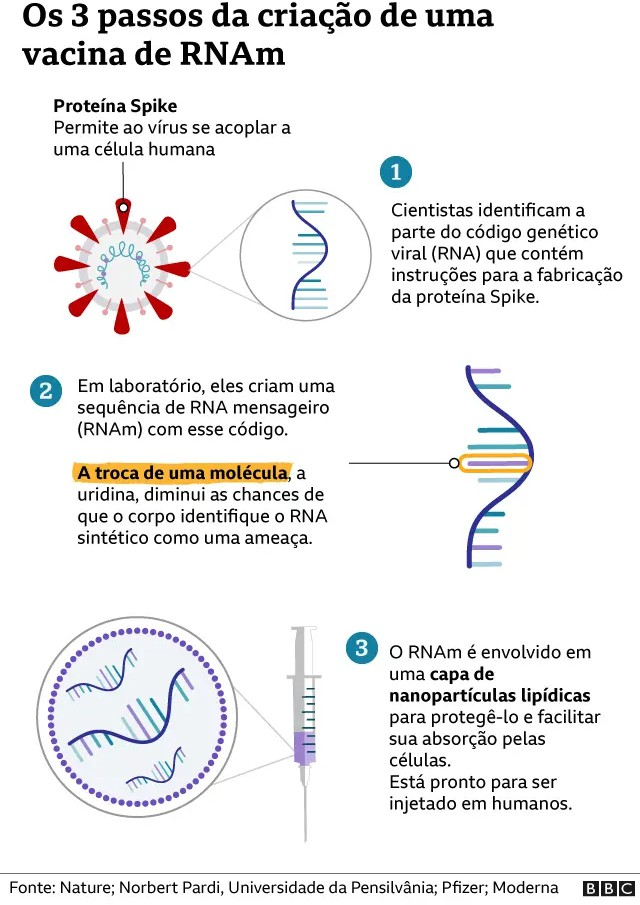 Os 3 passos da criação de uma
vacina de RNAm
Proteína Spike
Permite ao vírus se acoplar a
uma célula humana
1
Cientistas identificam a
parte do código genético
viral (RNA) que contém
instruções para a fabricação
da proteína Spike.
2
Em laboratório, eles criam uma
sequência de RNA mensageiro
(RNAm) com esse código.
A troca de uma molécula, a
uridina, diminui as chances de
que o corpo identifique o RNA
sintético como uma ameaça.
3
O RNAm é envolvido em
uma capa de
nanopartículas lipídicas
para protegê-lo e facilitar
sua absorção pelas
células.
Está pronto para ser
injetado em humanos.
Fonte: Nature; Norbert Pardi, Universidade da Pensilvânia; Pfizer; Moderna
BBC